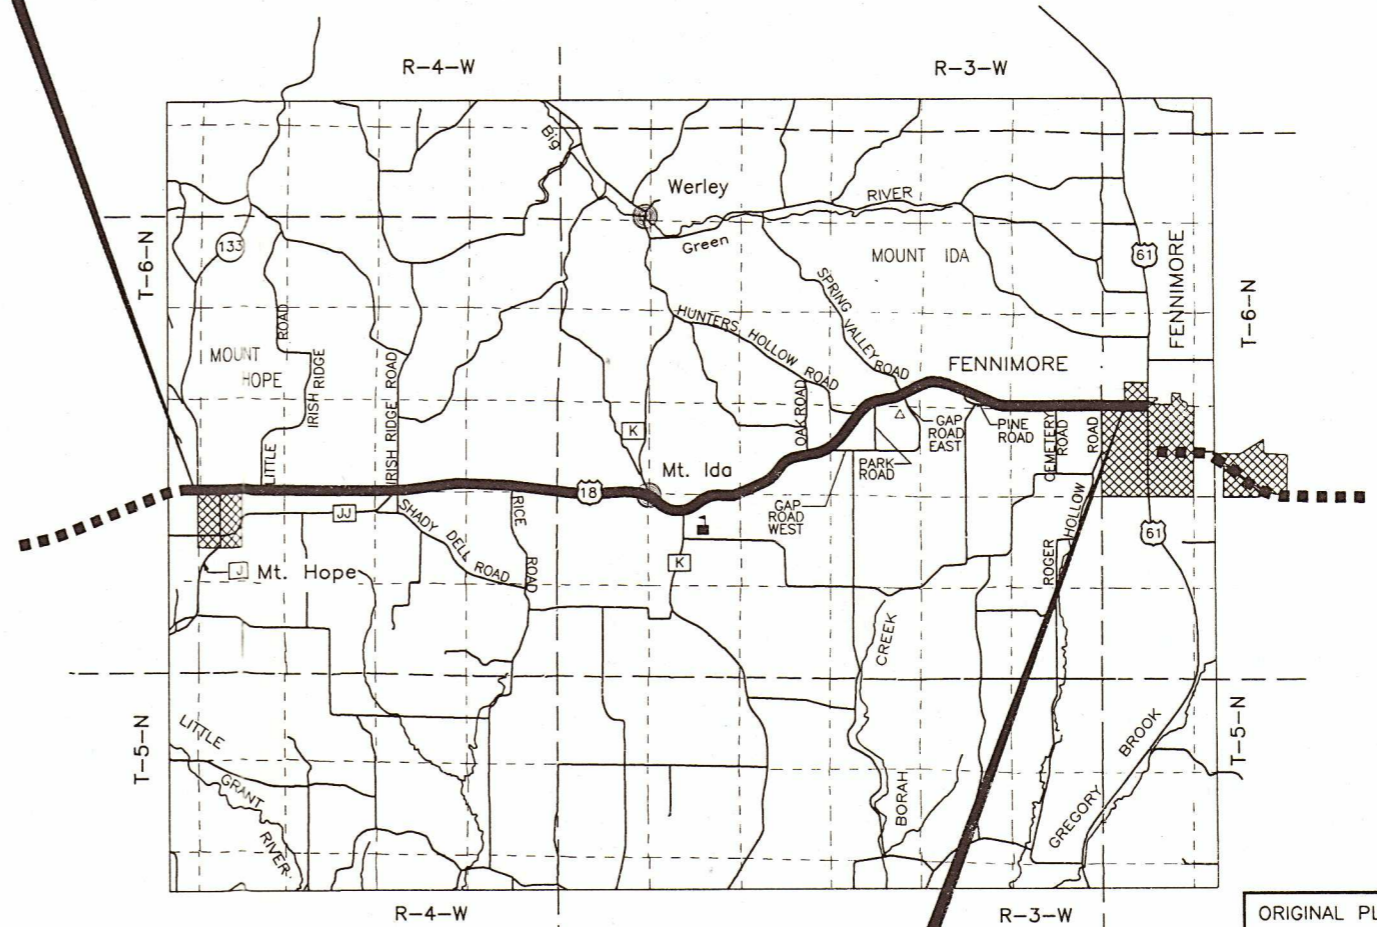 R-4-W
R-3-W
Big
Werley
RIVER
Green
133
T-6-N
MOUNT IDA
61
FENNIMORE
T-6-N
SPRING VALLEY ROAD
HUNTERS HOLLOW ROAD
ROAD
MOUNT
HOPE
IRISH RIDGE
IRISH RIDGE ROAD
FENNIMORE
OAK ROAD
K
GAP
ROAD
EAST
PINE
ROAD
CEMETERY
ROAD
ROAD
LITTLE
Mt. Ida
PARK
ROAD
18
JJ
RICE
GAP
ROAD
WEST
HOLLOW
SHADY DELL ROAD
61
K
J
Mt. Hope
ROAD
ROGER
CREEK
T-5-N
LITTLE
GRANT
RIVER
BORAH
BROOK
GREGORY
T-5-N
R-4-W
R-3-W
ORIGINAL PL